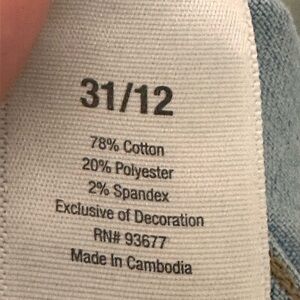 31/12
78% Cotton
20% Polyester
2% Spandex
Exclusive of Decoration
RN# 93677
Made In Cambodia